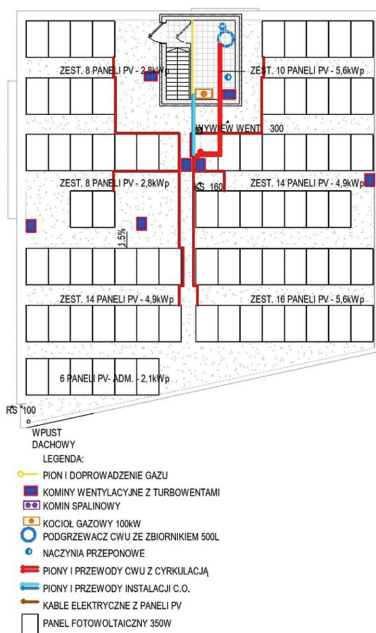 ZEST. 8 PANELI PV - 2,8kWp
ZEST. 10 PANELI PV - 5,6kWp
WYWIEW WENT. 300
ZEST. 8 PANELI PV - 2,8kWp
KS 160
ZEST. 14 PANELI PV - 4,9kWp
1.5%
ZEST. 14 PANELI PV - 4,9kWp
ZEST. 16 PANELI PV - 5,6kWp
6 PANELI PV- ADM. - 2,1kWp
RS 100
WPUST
DACHOWY
LEGENDA:
PION I DOPROWADZENIE GAZU
KOMINY WENTYLACYJNE Z TURBOWENTAMI
KOMIN SPALINOWY
KOCIOŁ GAZOWY 100kW
PODGRZEWACZ CWU ZE ZBIORNIKIEM 500L
NACZYNIA PRZEPONOWE
PIONY I PRZEWODY CWU Z CYRKULACJĄ
PIONY I PRZEWODY INSTALACJI C.O.
KABLE ELEKTRYCZNE Z PANELI PV
PANEL FOTOWOLTAICZNY 350W